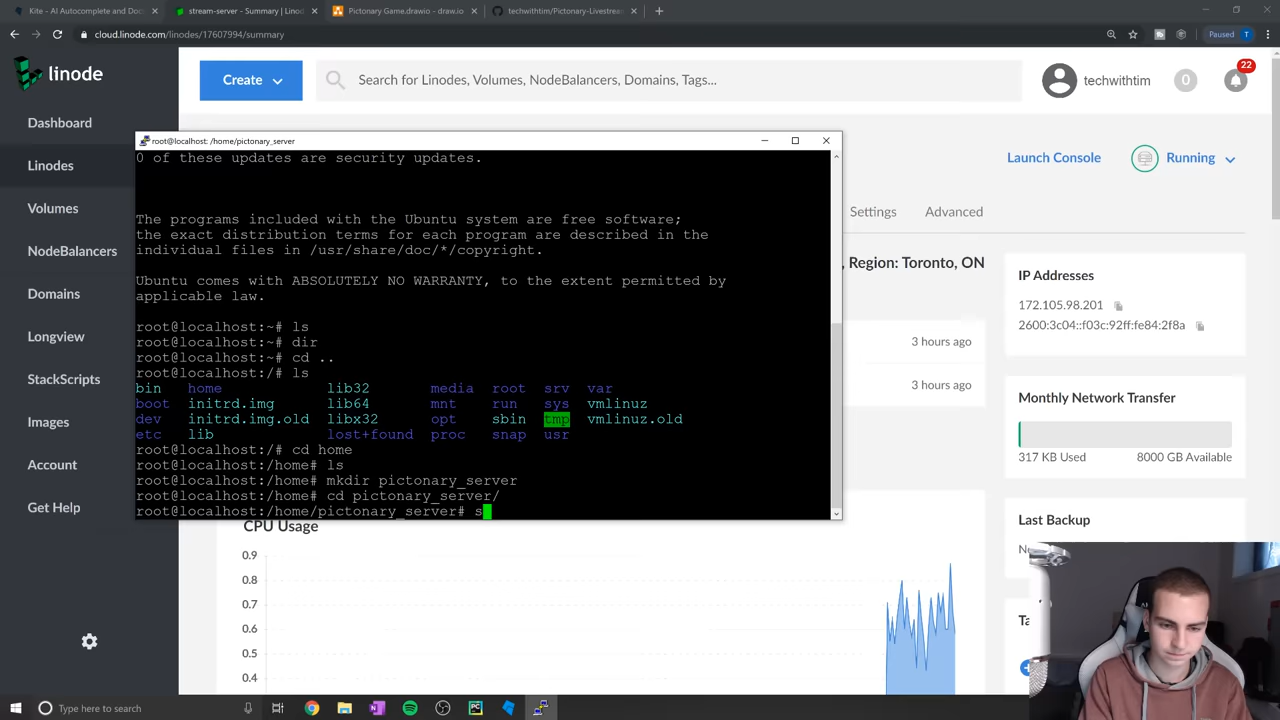 Kite - AI Autocomplete and Doc
stream-server - Summary | Linod
Pictonary Game.drawio - draw.io
techwithtim/Pictonary-Livestrea
cloud.linode.com/linodes/17607994/summary
Paused
T
linode
Create
Search for Linodes, Volumes, NodeBalancers, Domains, Tags...
techwithtim
0
22
Dashboard
Linodes
Volumes
NodeBalancers
Domains
Longview
StackScripts
Images
Account
Get Help
Launch Console
Running
Settings
Advanced
, Region: Toronto, ON
3 hours ago
3 hours ago
IP Addresses
172.105.98.201
2600:3c04::f03c:92ff:fe84:2f8a
Monthly Network Transfer
317 KB Used
8000 GB Available
Last Backup
root@localhost: /home/pictonary_server
0 of these updates are security updates.
The programs included with the Ubuntu system are free software;
the exact distribution terms for each program are described in the
individual files in /usr/share/doc/*/copyright.
Ubuntu comes with ABSOLUTELY NO WARRANTY, to the extent permitted by
applicable law.
root@localhost:~# ls
root@localhost:~# dir
root@localhost:~# cd ..
root@localhost:/# ls
bin home lib32 media root srv var
boot initrd.img lib64 mnt run sys vmlinuz
dev initrd.img.old libx32 opt sbin tmp vmlinuz.old
etc lib lost+found proc snap usr
root@localhost:/# cd home
root@localhost:/home# ls
root@localhost:/home# mkdir pictonary_server
root@localhost:/home# cd pictonary_server/
root@localhost:/home/pictonary_server# s
CPU Usage
0.9
0.8
0.7
0.6
0.5
0.4
Type here to search